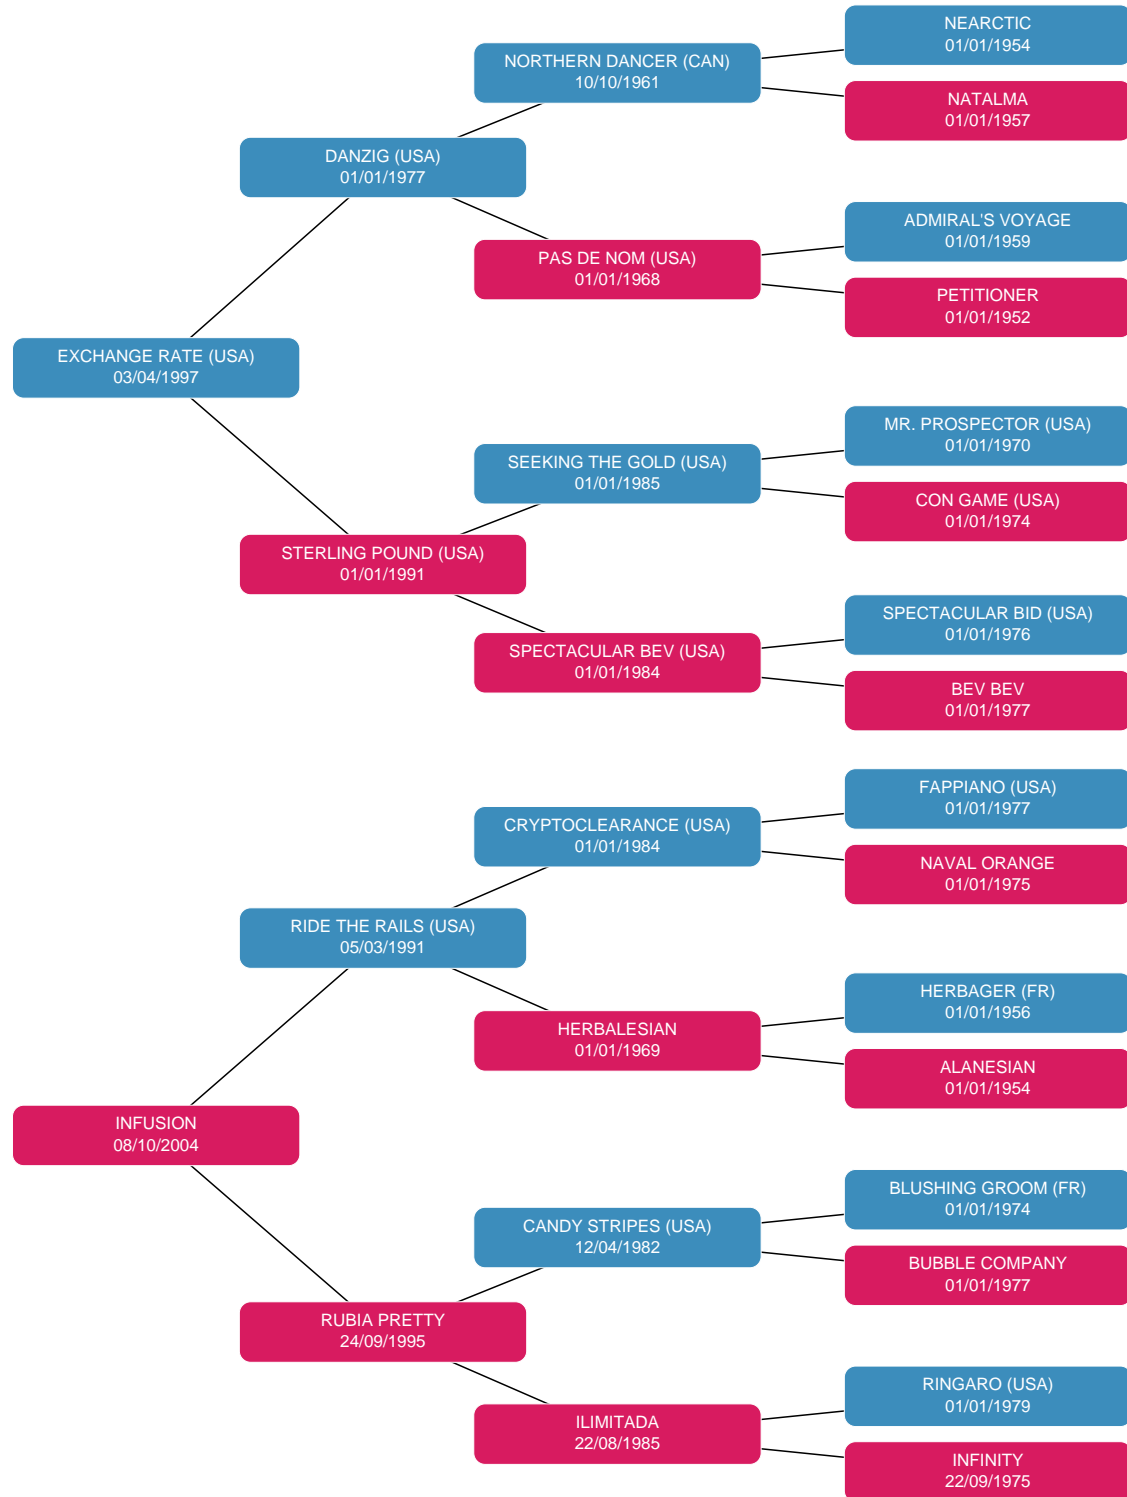 NEARCTIC
01/01/1954
NORTHERN DANCER (CAN)
10/10/1961
NATALMA
01/01/1957
DANZIG (USA)
01/01/1977
ADMIRAL'S VOYAGE
01/01/1959
PAS DE NOM (USA)
01/01/1968
PETITIONER
01/01/1952
EXCHANGE RATE (USA)
03/04/1997
MR. PROSPECTOR (USA)
01/01/1970
SEEKING THE GOLD (USA)
01/01/1985
CON GAME (USA)
01/01/1974
STERLING POUND (USA)
01/01/1991
SPECTACULAR BID (USA)
01/01/1976
SPECTACULAR BEV (USA)
01/01/1984
BEV BEV
01/01/1977
FAPPIANO (USA)
01/01/1977
CRYPTOCLEARANCE (USA)
01/01/1984
NAVAL ORANGE
01/01/1975
RIDE THE RAILS (USA)
05/03/1991
HERBAGER (FR)
01/01/1956
HERBALESIAN
01/01/1969
ALANESIAN
01/01/1954
INFUSION
08/10/2004
BLUSHING GROOM (FR)
01/01/1974
CANDY STRIPES (USA)
12/04/1982
BUBBLE COMPANY
01/01/1977
RUBIA PRETTY
24/09/1995
RINGARO (USA)
01/01/1979
ILIMITADA
22/08/1985
INFINITY
22/09/1975